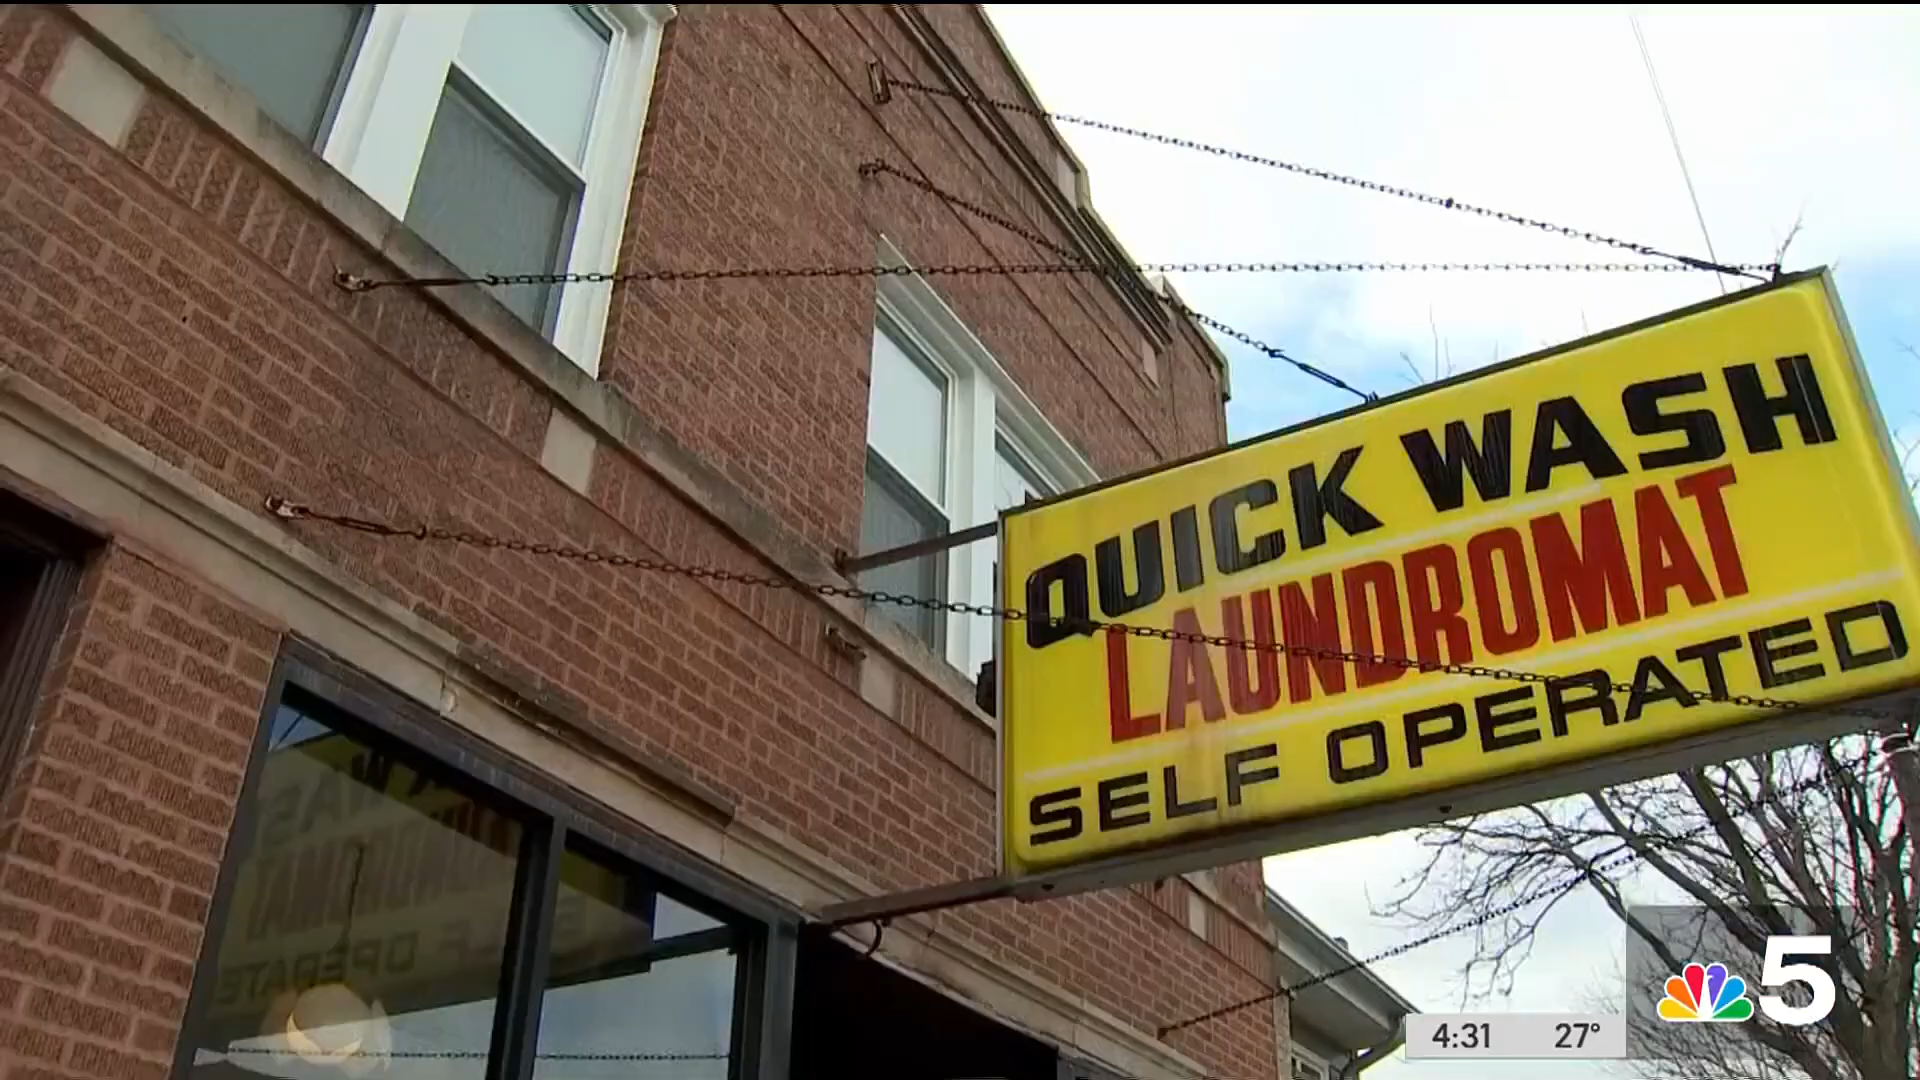 QUICK WASH
LAUNDROMAT
SELF OPERATED
5
4:31 27°